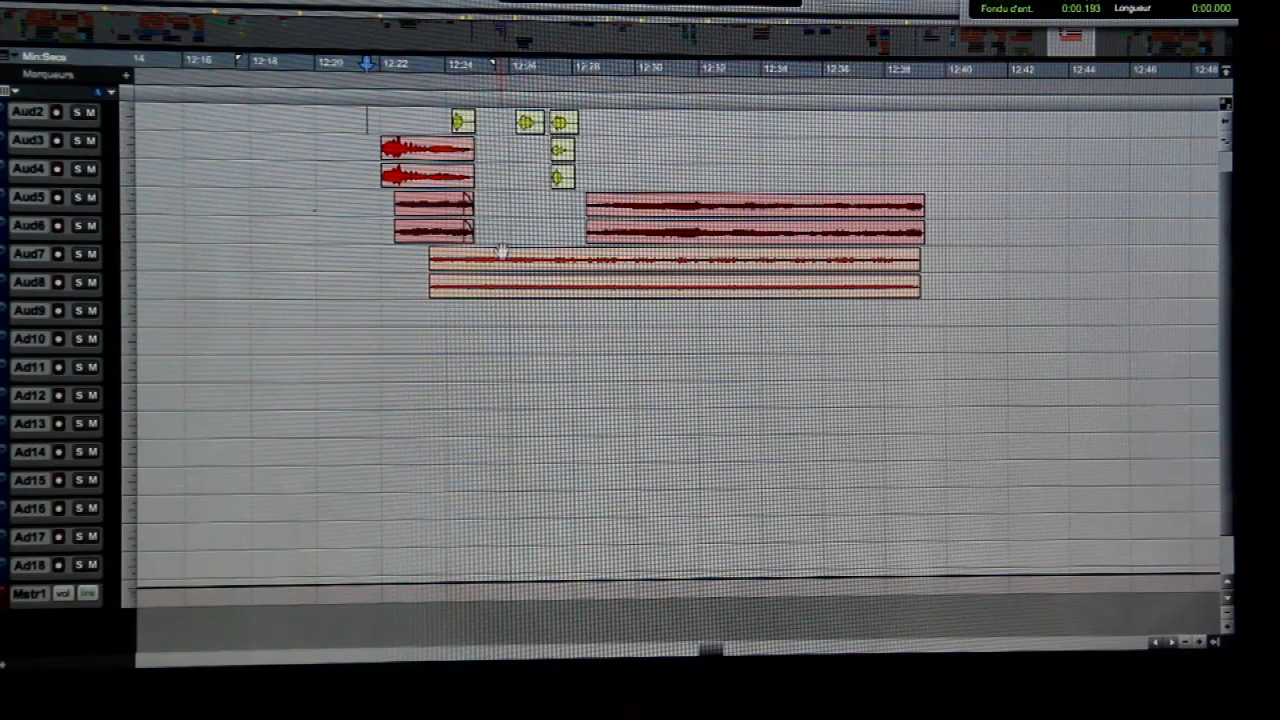 Fondu d'ent. 0:00.193 Longueur 0:00.000
Min:Secs 14 12:16 12:18 12:20 12:22 12:24 12:26 12:28 12:30 12:32 12:34 12:36 12:38 12:40 12:42 12:44 12:46 12:48
Marqueurs +
Aud2 S M
Aud3 S M
Aud4 S M
Aud5 S M
Aud6 S M
Aud7 S M
Aud8 S M
Aud9 S M
Ad10 S M
Ad11 S M
Ad12 S M
Ad13 S M
Ad14 S M
Ad15 S M
Ad16 S M
Ad17 S M
Ad18 S M
Mstr1 vol lire